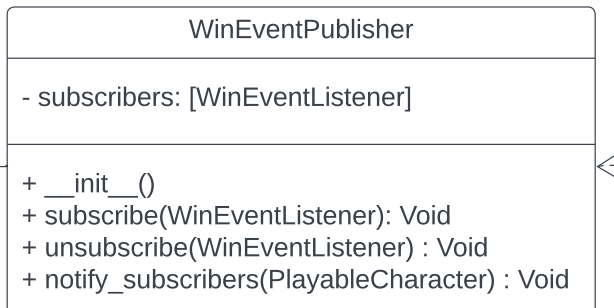 WinEventPublisher
- subscribers: [WinEventListener]
+ __init__()
+ subscribe(WinEventListener): Void
+ unsubscribe(WinEventListener) : Void
+ notify_subscribers(PlayableCharacter) : Void